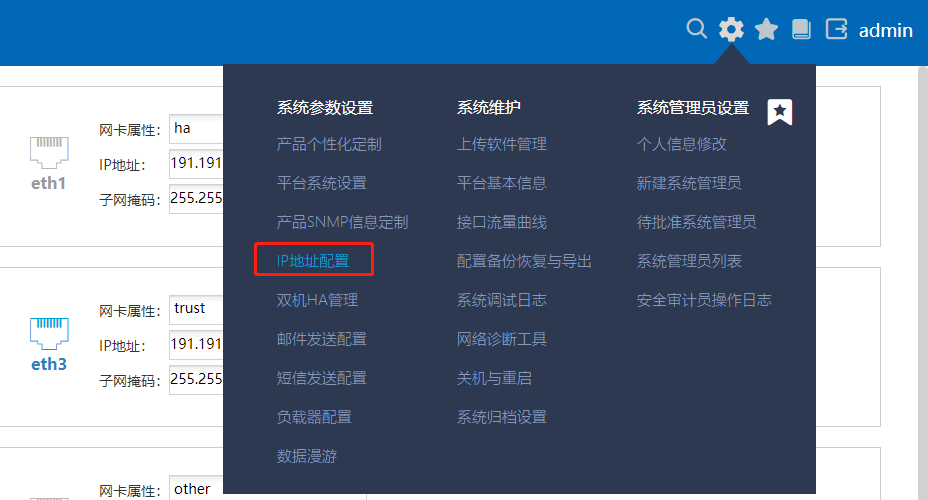 admin
系统参数设置
产品个性化定制
平台系统设置
产品SNMP信息定制
IP地址配置
双机HA管理
邮件发送配置
短信发送配置
负载器配置
数据漫游
系统维护
上传软件管理
平台基本信息
接口流量曲线
配置备份恢复与导出
系统调试日志
网络诊断工具
关机与重启
系统归档设置
系统管理员设置
个人信息修改
新建系统管理员
待批准系统管理员
系统管理员列表
安全审计员操作日志
eth1
网卡属性: ha
IP地址: 191.191
子网掩码: 255.255
eth3
网卡属性: trust
IP地址: 191.191
子网掩码: 255.255
网卡属性: other